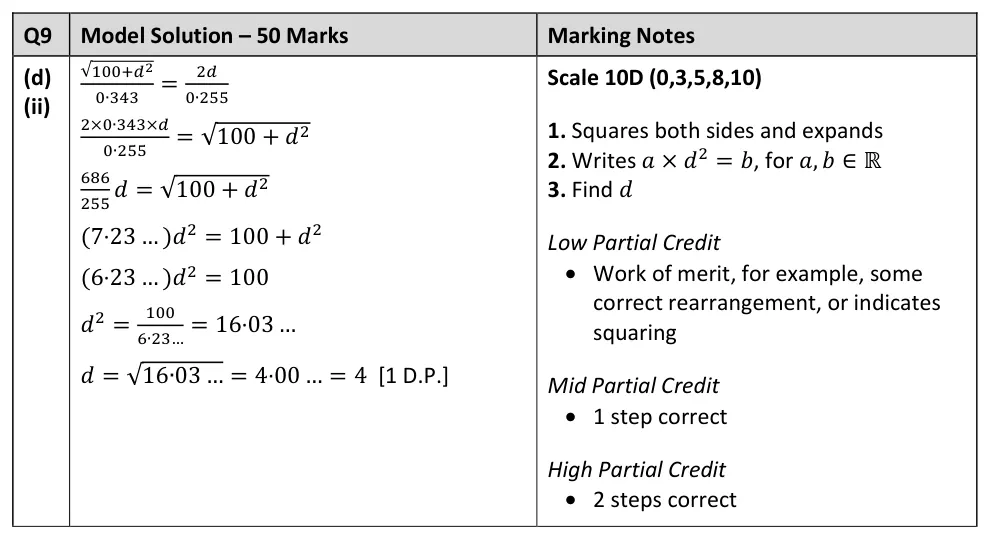 Q9 Model Solution – 50 Marks Marking Notes
(d)
(ii)
√(100+d²)/0·343 = 2d/0·255
2×0·343×d/0·255 = √(100 + d²)
686/255 d = √(100 + d²)
(7·23 …)d² = 100 + d²
(6·23 …)d² = 100
d² = 100/6·23… = 16·03 …
d = √(16·03 …) = 4·00 … = 4 [1 D.P.]
Scale 10D (0,3,5,8,10)
1. Squares both sides and expands
2. Writes a × d² = b, for a, b ∈ ℝ
3. Find d
Low Partial Credit
• Work of merit, for example, some
correct rearrangement, or indicates
squaring
Mid Partial Credit
• 1 step correct
High Partial Credit
• 2 steps correct